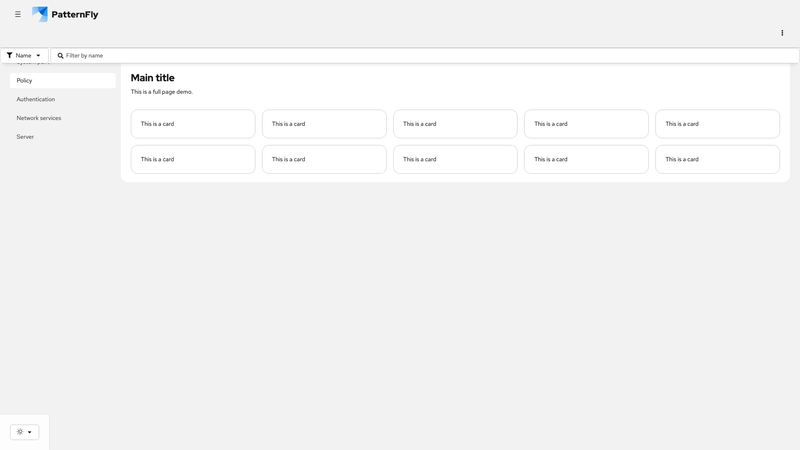 PatternFly
Name
Filter by name
Policy
Authentication
Network services
Server
Main title
This is a full page demo.
This is a card
This is a card
This is a card
This is a card
This is a card
This is a card
This is a card
This is a card
This is a card
This is a card